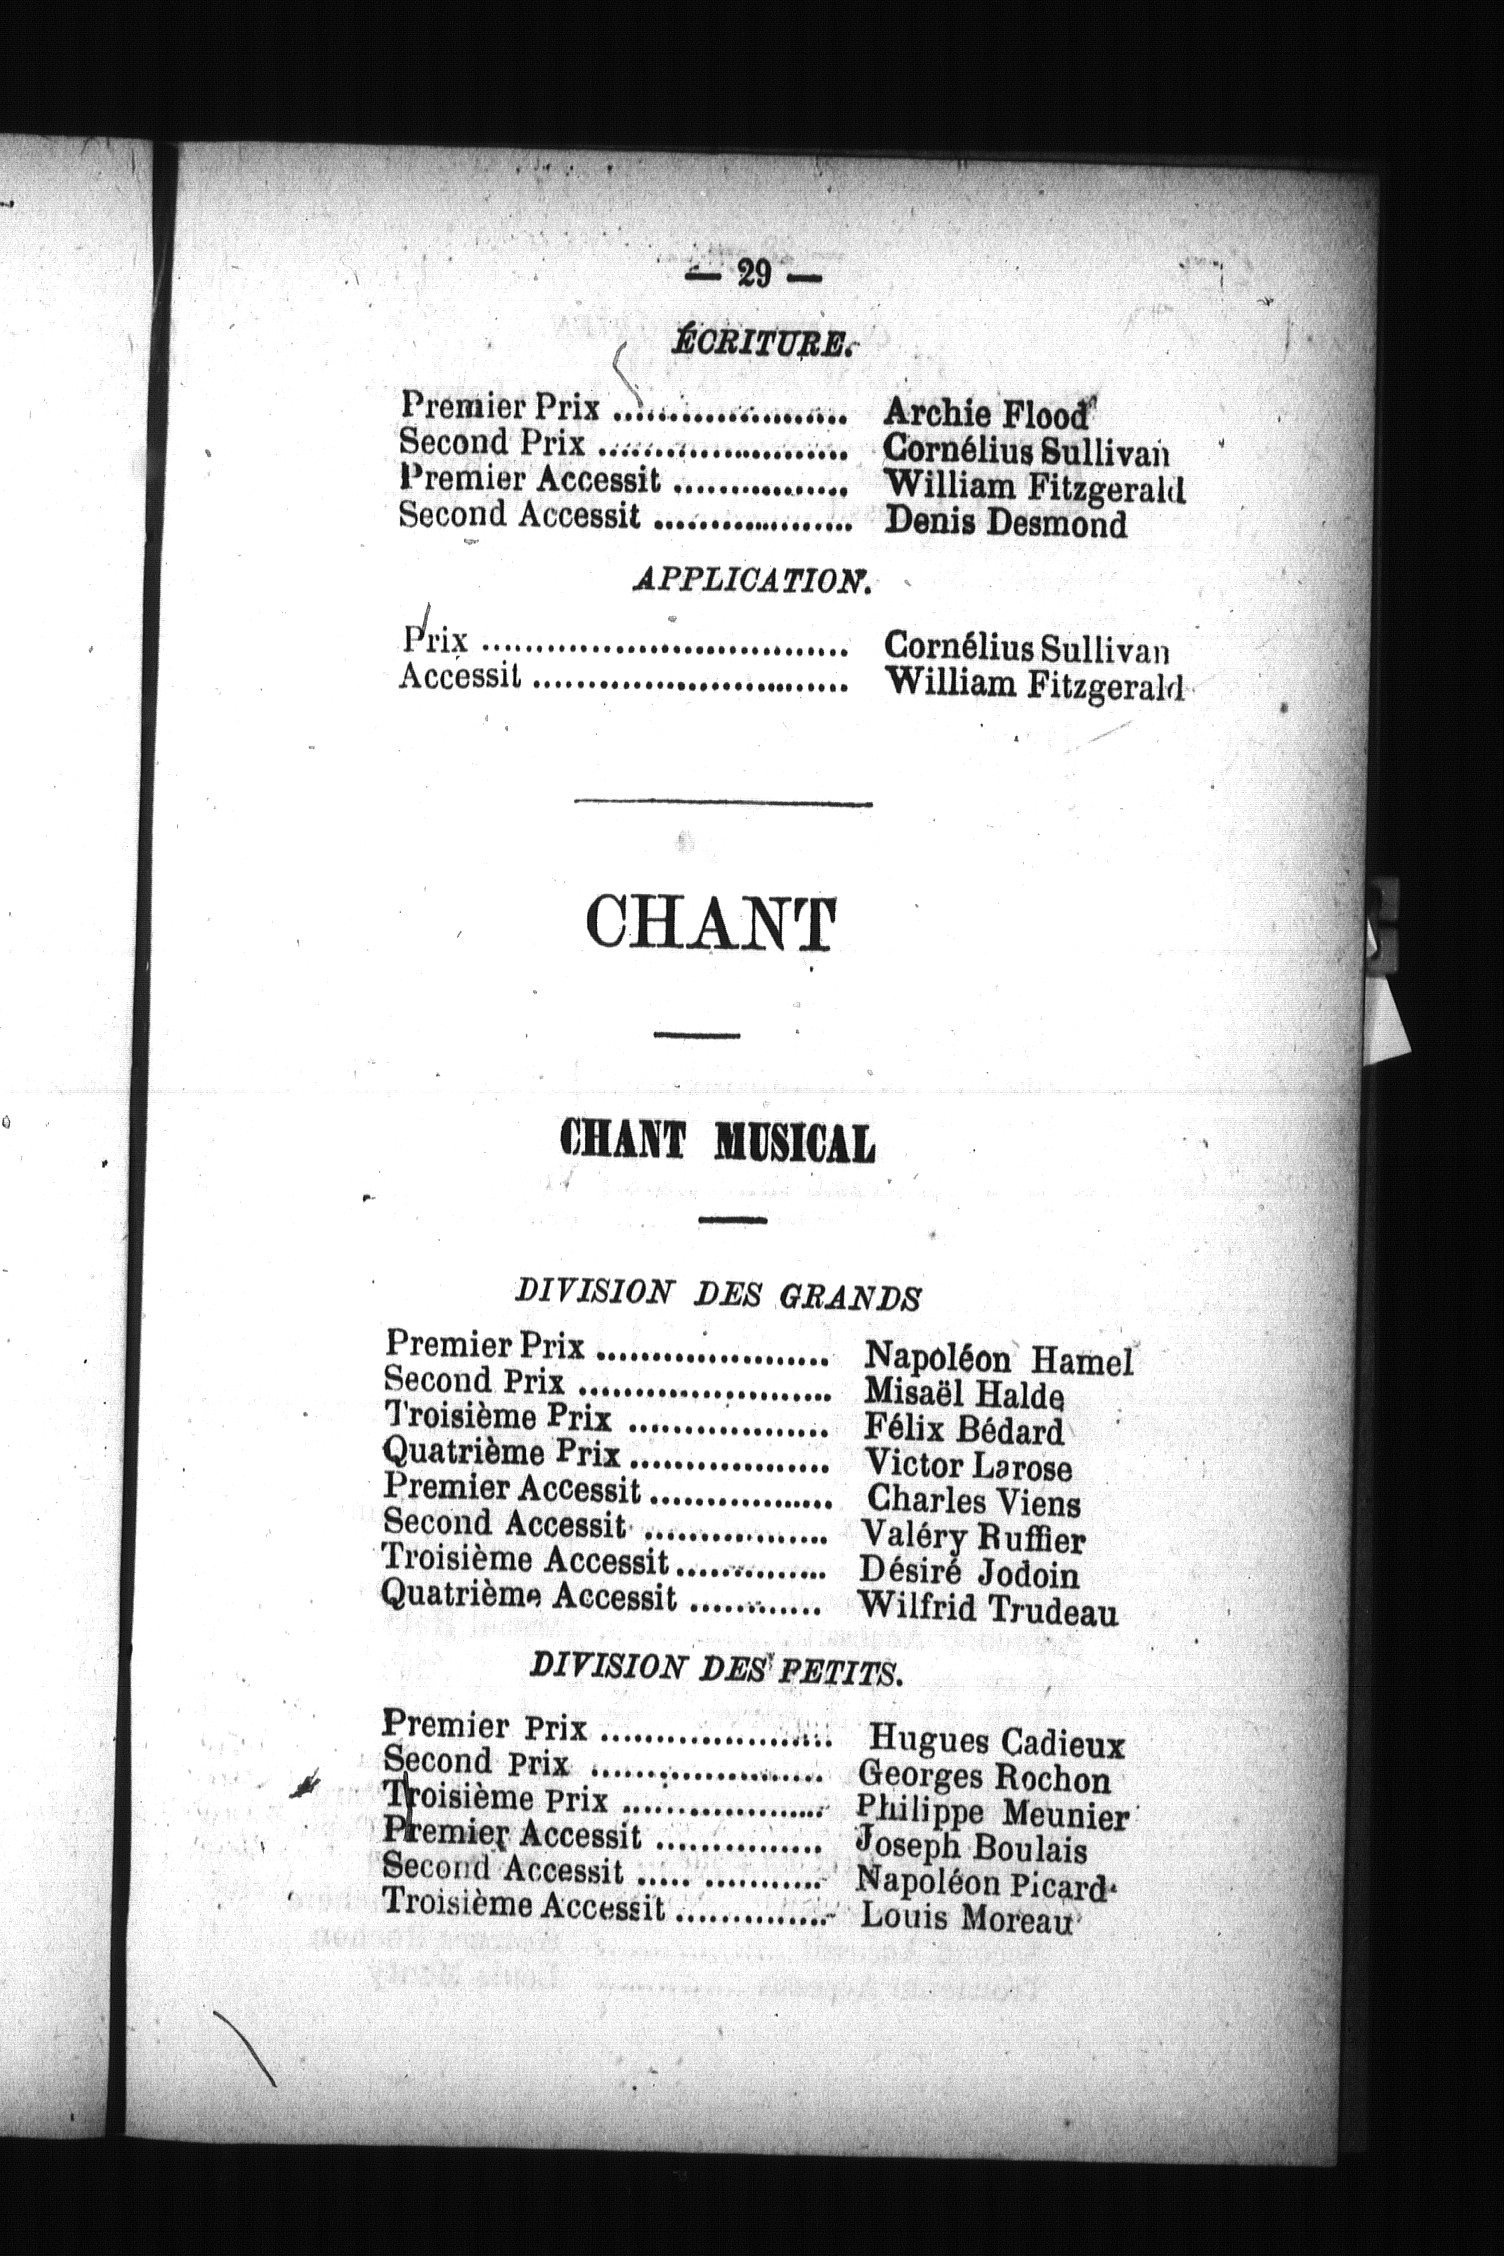 — 29 —
ÉCRITURE.
Premier Prix ........................ Archie Flood
Second Prix .......................... Cornélius Sullivan
Premier Accessit .................. William Fitzgerald
Second Accessit .................... Denis Desmond
APPLICATION.
Prix ................................... Cornélius Sullivan
Accessit .............................. William Fitzgerald
CHANT
CHANT MUSICAL
DIVISION DES GRANDS
Premier Prix ...................... Napoléon Hamel
Second Prix ........................ Misaël Halde
Troisième Prix ................... Félix Bédard
Quatrième Prix ................... Victor Larose
Premier Accessit ................. Charles Viens
Second Accessit .................. Valéry Ruffier
Troisième Accessit .............. Désiré Jodoin
Quatrième Accessit ............ Wilfrid Trudeau
DIVISION DES PETITS.
Premier Prix ...................... Hugues Cadieux
Second Prix ...................... Georges Rochon
Troisième Prix ................... Philippe Meunier
Premier Accessit ............... Joseph Boulais
Second Accessit ..... ........... Napoléon Picard
Troisième Accessit .............. Louis Moreau